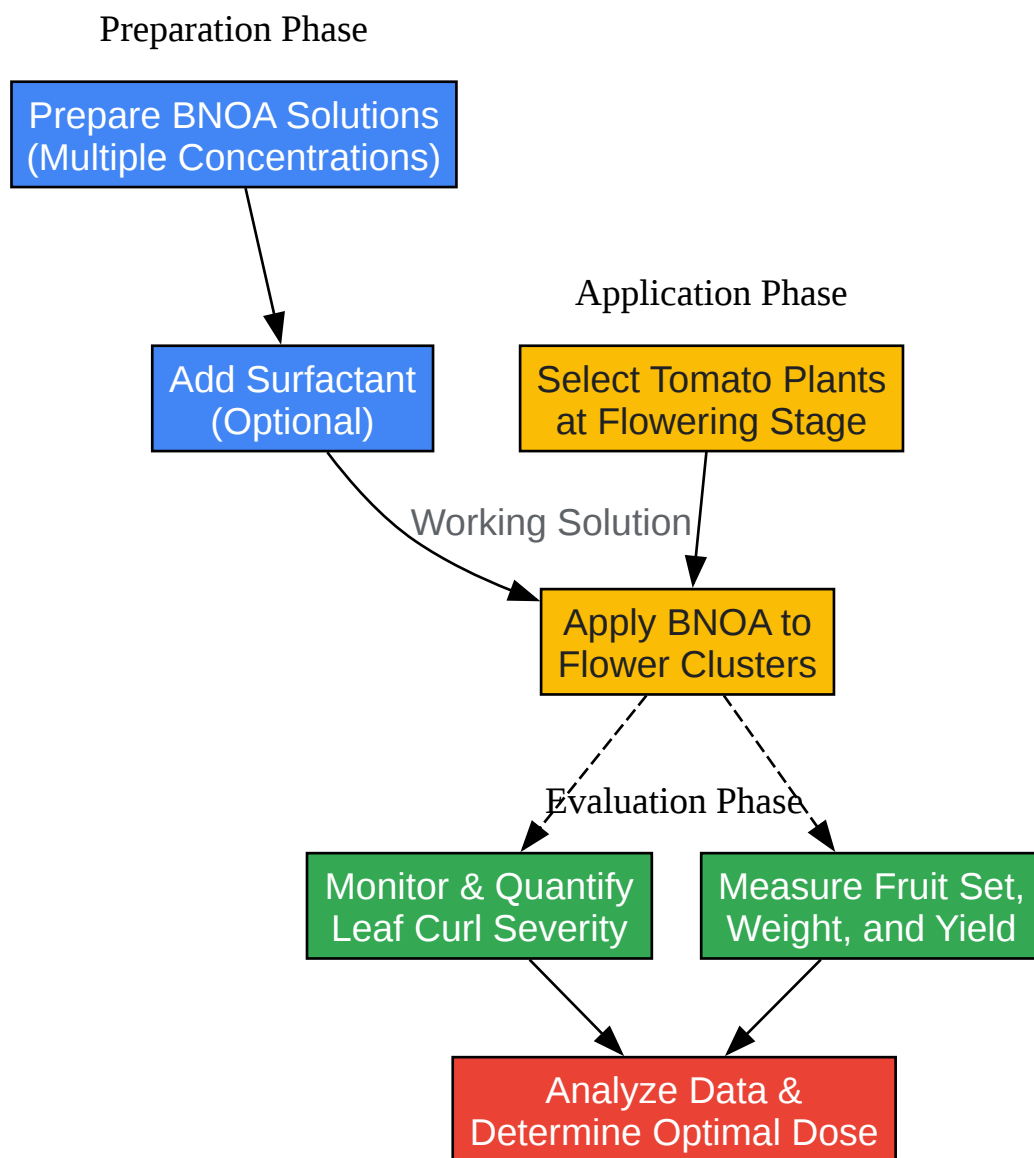 Preparation Phase
Prepare BNOA Solutions
(Multiple Concentrations)
Application Phase
Add Surfactant
(Optional)
Select Tomato Plants
at Flowering Stage
Working Solution
Apply BNOA to
Flower Clusters
Evaluation Phase
Monitor & Quantify
Leaf Curl Severity
Measure Fruit Set,
Weight, and Yield
Analyze Data &
Determine Optimal Dose